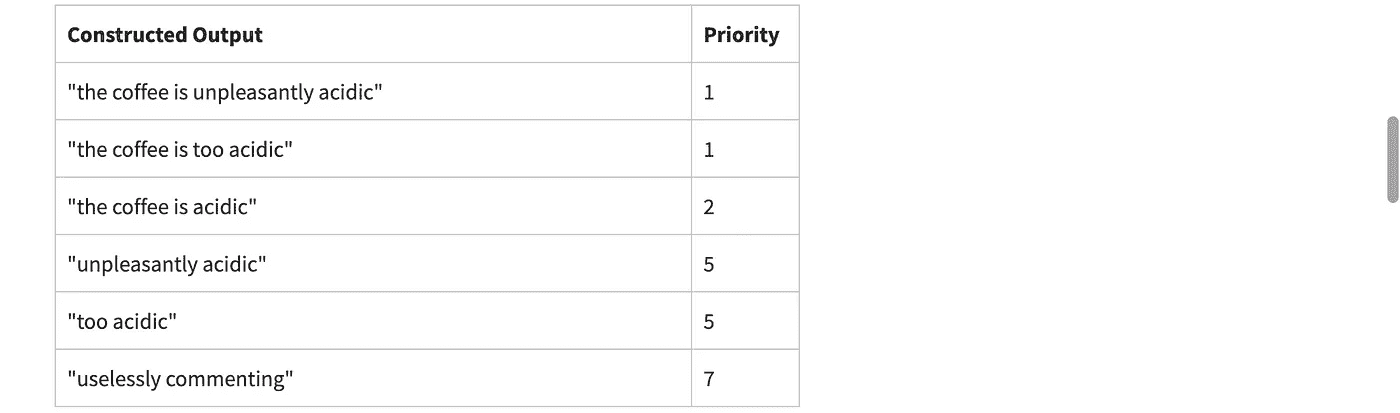 Constructed Output Priority
"the coffee is unpleasantly acidic" 1
"the coffee is too acidic" 1
"the coffee is acidic" 2
"unpleasantly acidic" 5
"too acidic" 5
"uselessly commenting" 7